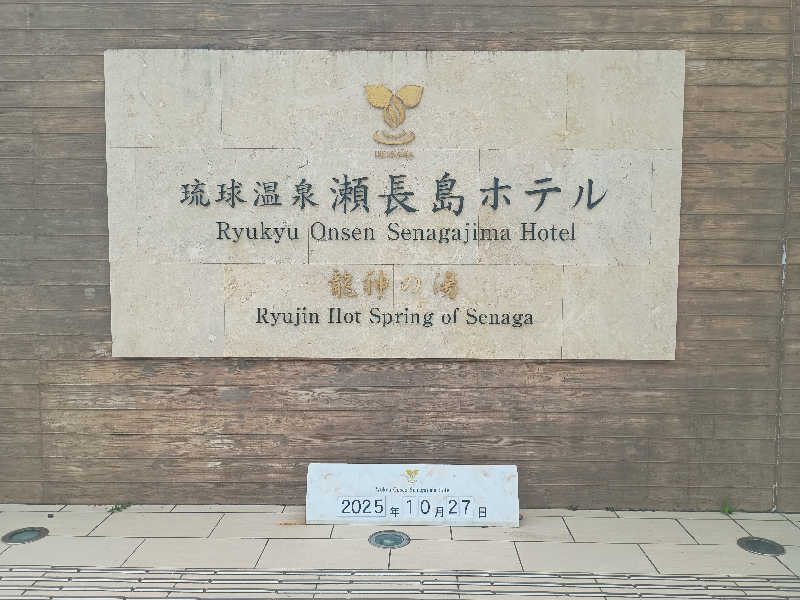 琉球温泉瀬長島ホテル
Ryukyu Onsen Senagajima Hotel
龍神の湯
Ryujin Hot Spring of Senaga
2025年10月27日